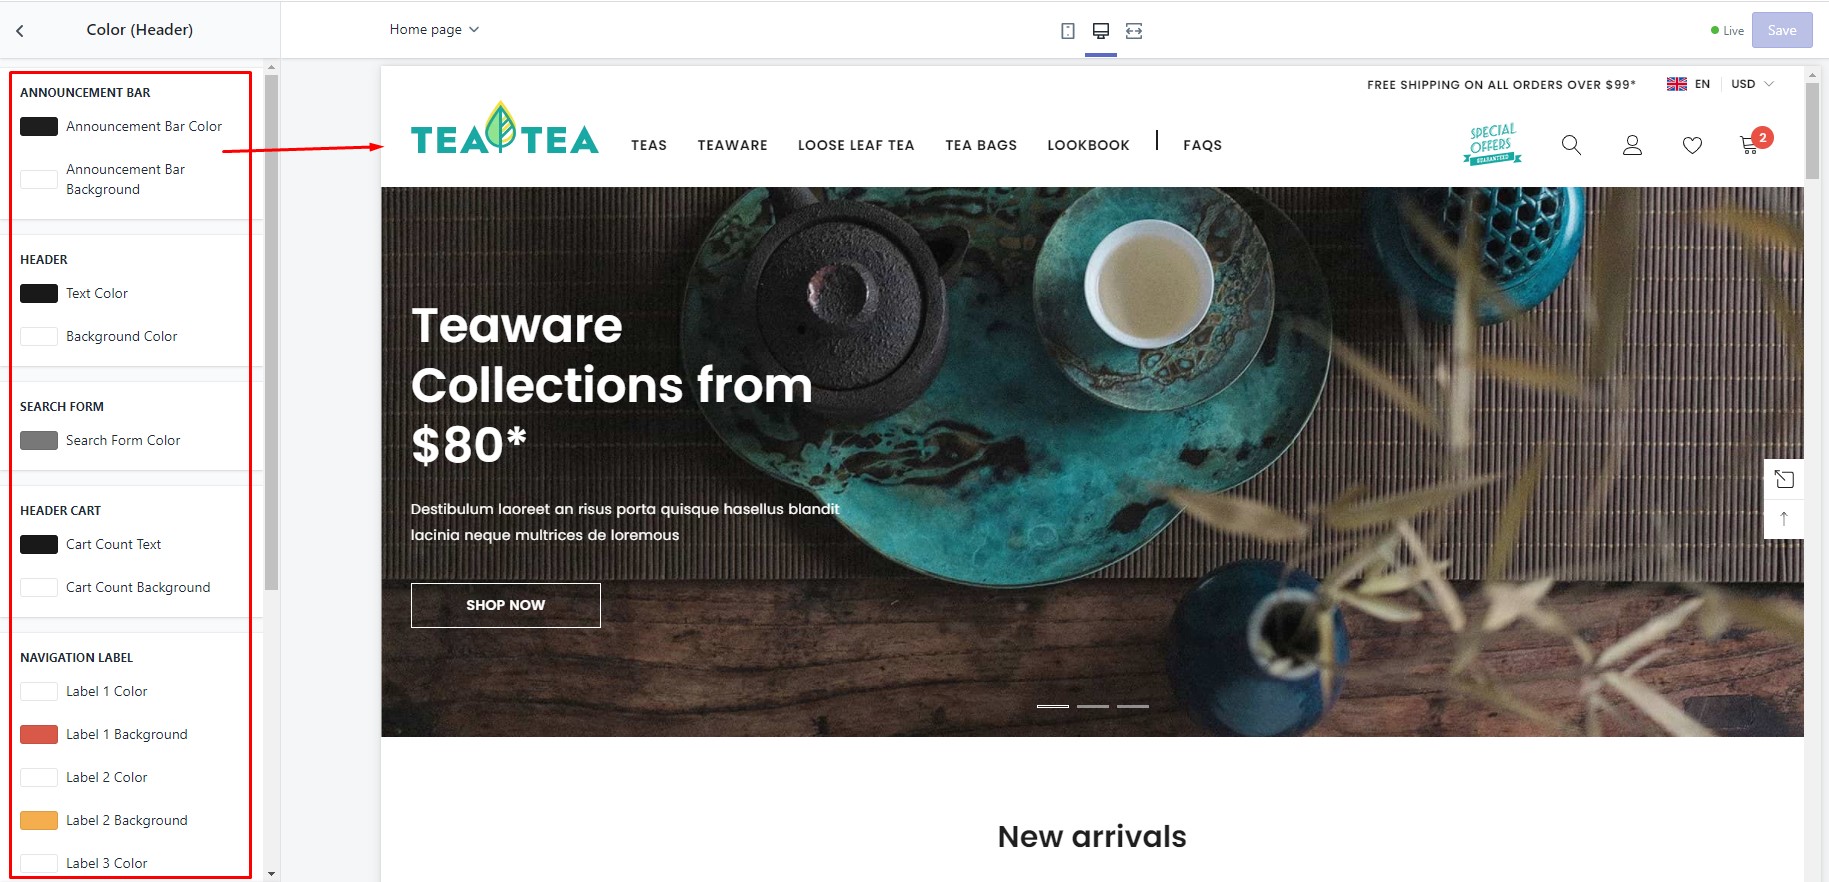 Color (Header)
Home page
Live
Save
ANNOUNCEMENT BAR
Announcement Bar Color
Announcement Bar
Background
HEADER
Text Color
Background Color
SEARCH FORM
Search Form Color
HEADER CART
Cart Count Text
Cart Count Background
NAVIGATION LABEL
Label 1 Color
Label 1 Background
Label 2 Color
Label 2 Background
Label 3 Color
FREE SHIPPING ON ALL ORDERS OVER $99*
EN
USD
TEA TEA
TEAS
TEAWARE
LOOSE LEAF TEA
TEA BAGS
LOOKBOOK
FAQS
SPECIAL
OFFERS
GUARANTEED
2
Teaware
Collections from
$80*
Destibulum laoreet an risus porta quisque hasellus blandit
lacinia neque multrices de loremous
SHOP NOW
New arrivals